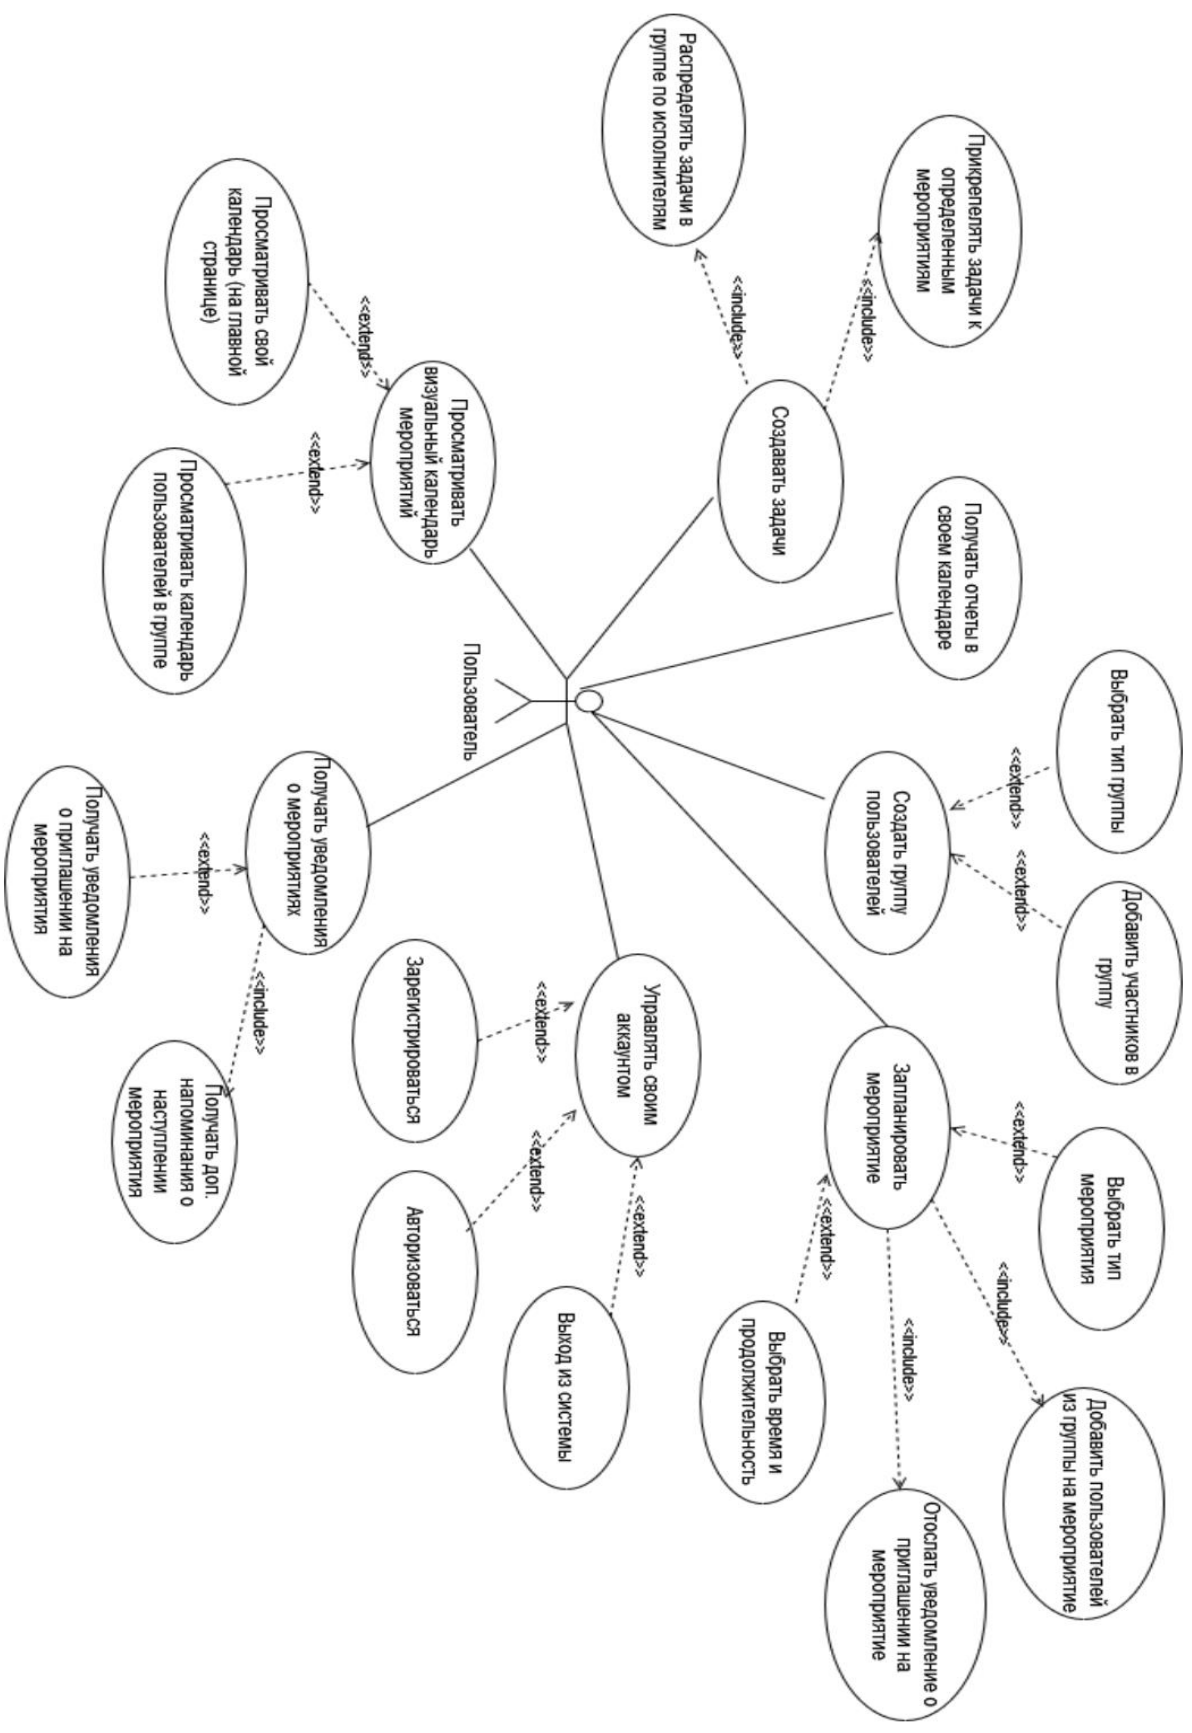 Прикрепелять задачи к
определенным
мероприятиям
<<include>>
Распределять задачи в
группе по исполнителям
<<include>>
Создавать задачи
Получать отчеты в
своем календаре
Выбрать тип группы
<<extend>>
Добавить участников в
группу
<<extend>>
Создать группу
пользователей
Выбрать тип
мероприятия
<<extend>>
Запланировать
мероприятие
<<include>>
Добавить пользователей
из группы на мероприятие
<<include>>
Отослать уведомление о
приглашении на
мероприятие
<<extend>>
Выбрать время и
продолжительность
Просматривать свой
календарь (на главной
странице)
<<extend>>
Просматривать
визуальный календарь
мероприятий
<<extend>>
Просматривать календарь
пользователей в группе
Пользователь
Управлять своим
аккаунтом
<<extend>>
Зарегистрироваться
<<extend>>
Авторизоваться
<<extend>>
Выход из системы
Получать уведомления
о мероприятиях
<<extend>>
Получать уведомления
о приглашении на
мероприятия
<<include>>
Получать доп.
напоминания о
наступлении
мероприятия